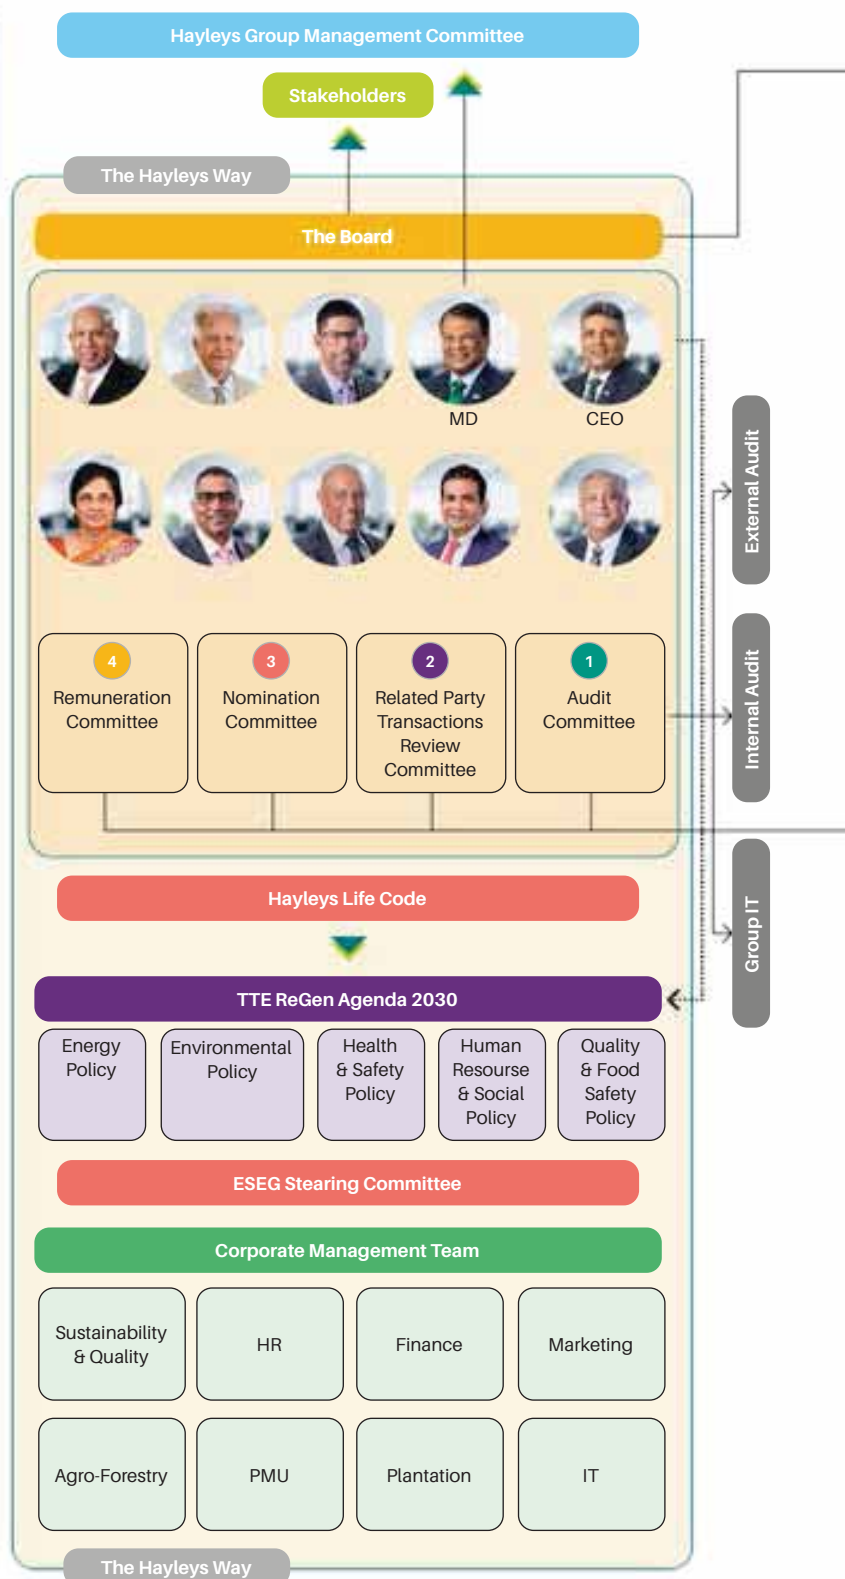 Hayleys Group Management Committee
Stakeholders
The Hayleys Way
The Board
MD
CEO
External Audit
4
Remuneration
Committee
3
Nomination
Committee
2
Related Party
Transactions
Review
Committee
1
Audit
Committee
Internal Audit
Hayleys Life Code
Group IT
TTE ReGen Agenda 2030
Energy
Policy
Environmental
Policy
Health
& Safety
Policy
Human
Resourse
& Social
Policy
Quality
& Food
Safety
Policy
ESEG Stearing Committee
Corporate Management Team
Sustainability
& Quality
HR
Finance
Marketing
Agro-Forestry
PMU
Plantation
IT
The Hayleys Way